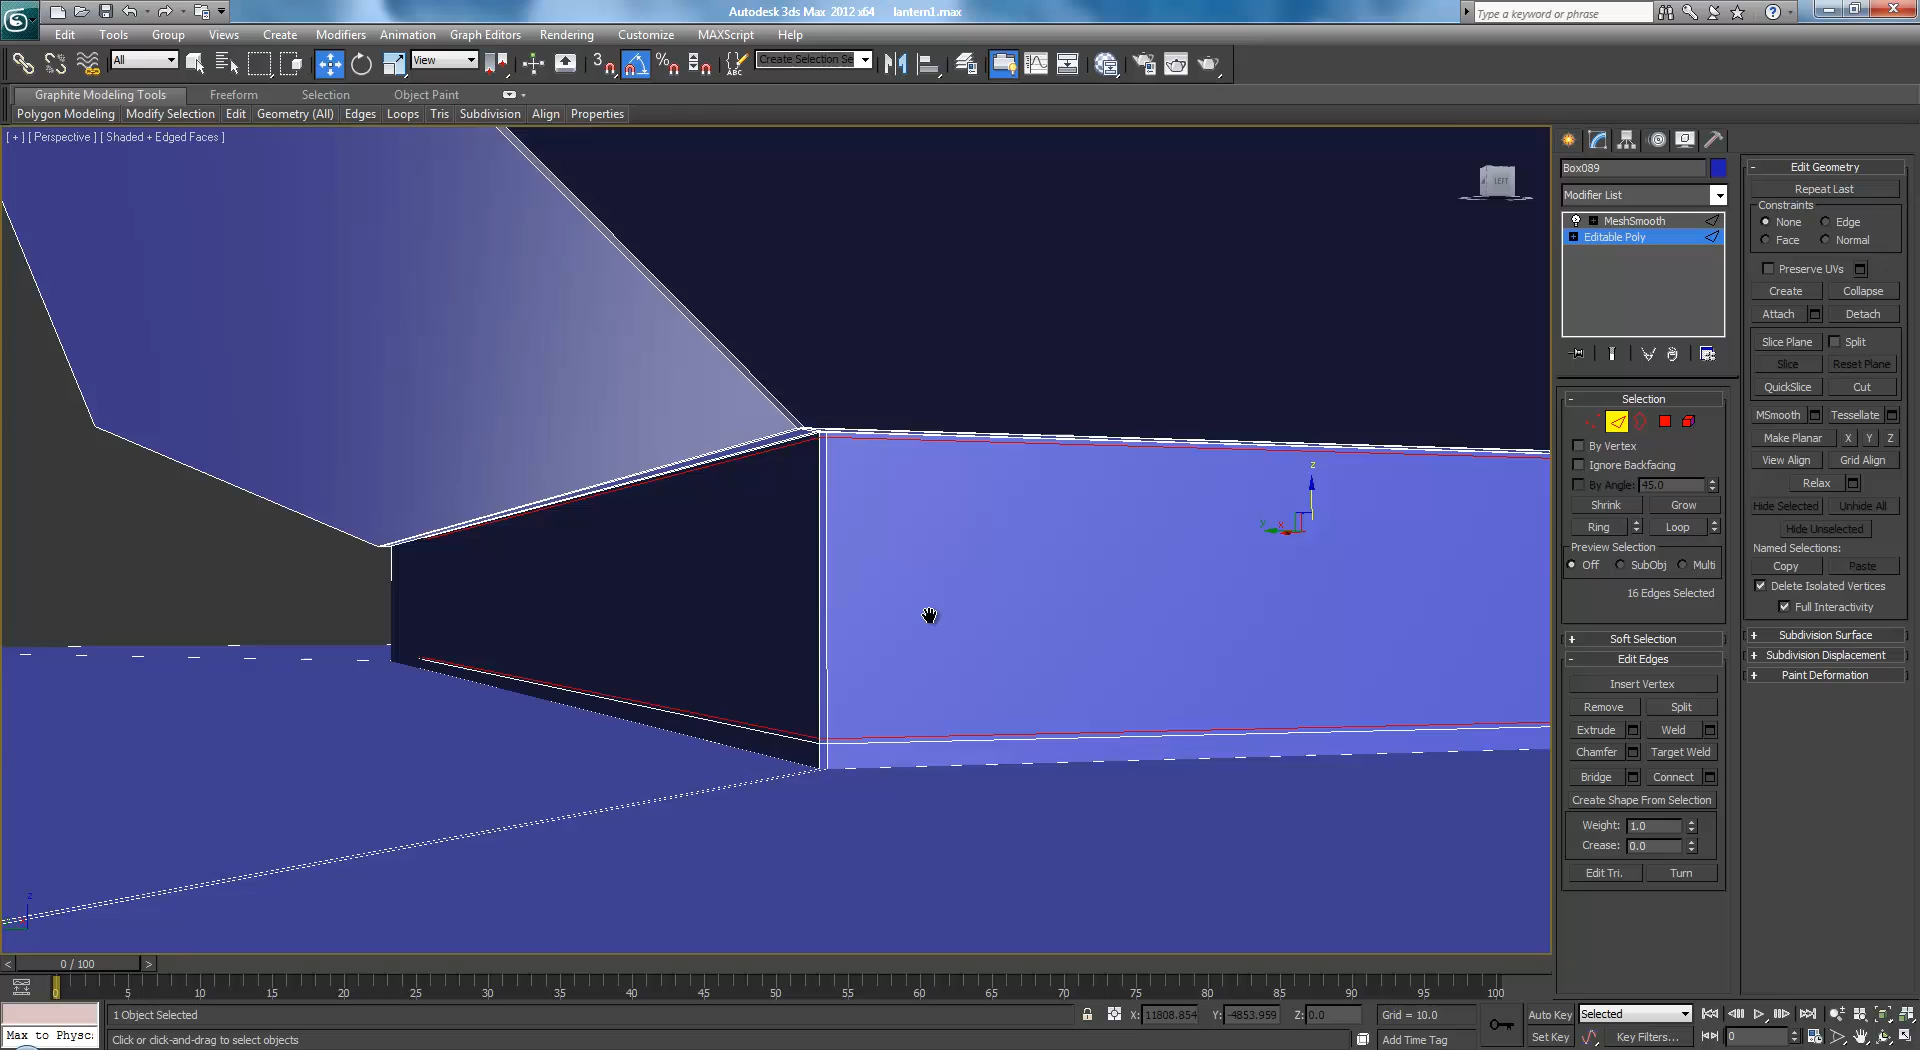 Autodesk 3ds Max 2012 x64 lantern1.max
Type a keyword or phrase
Edit Tools Group Views Create Modifiers Animation Graph Editors Rendering Customize MAXScript Help
All View 3 ABC Create Selection Se
Graphite Modeling Tools Freeform Selection Object Paint
Polygon Modeling Modify Selection Edit Geometry (All) Edges Loops Tris Subdivision Align Properties
[ + ] [ Perspective ] [ Shaded + Edged Faces ]
LEFT
z
y x
z
Box089
Modifier List
MeshSmooth
Editable Poly
Selection
By Vertex
Ignore Backfacing
By Angle: 45.0
Shrink Grow
Ring Loop
Preview Selection
Off SubObj Multi
16 Edges Selected
Soft Selection
Edit Edges
Insert Vertex
Remove Split
Extrude Weld
Chamfer Target Weld
Bridge Connect
Create Shape From Selection
Weight: 1.0
Crease: 0.0
Edit Tri. Turn
Edit Geometry
Repeat Last
Constraints
None Edge
Face Normal
Preserve UVs
Create Collapse
Attach Detach
Slice Plane Split
Slice Reset Plane
QuickSlice Cut
MSmooth Tessellate
Make Planar X Y Z
View Align Grid Align
Relax
Hide Selected Unhide All
Hide Unselected
Named Selections:
Copy Paste
Delete Isolated Vertices
Full Interactivity
Subdivision Surface
Subdivision Displacement
Paint Deformation
< 0 / 100 >
0 5 10 15 20 25 30 35 40 45 50 55 60 65 70 75 80 85 90 95 100
1 Object Selected X: 11808.854 Y: -4853.959 Z: 0.0 Grid = 10.0 Auto Key Selected
Max to Physc: Click or click-and-drag to select objects Add Time Tag Set Key Key Filters... 0